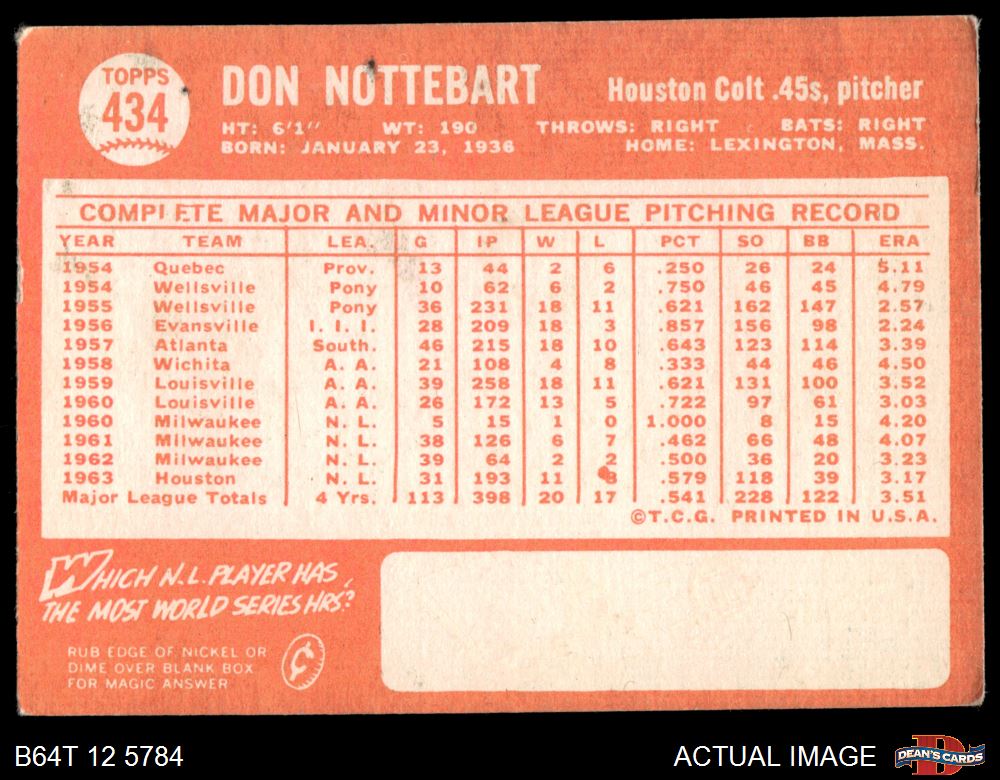 TOPPS
434
DON NOTTEBART
Houston Colt .45s, pitcher
HT: 6'1" WT: 190 THROWS: RIGHT BATS: RIGHT
BORN: JANUARY 23, 1936 HOME: LEXINGTON, MASS.
COMPLETE MAJOR AND MINOR LEAGUE PITCHING RECORD
YEAR TEAM LEA. G IP W L PCT SO BB ERA
1954 Quebec Prov. 13 44 2 6 .250 26 24 5.11
1954 Wellsville Pony 10 62 6 2 .750 46 45 4.79
1955 Wellsville Pony 36 231 18 11 .621 162 147 2.57
1956 Evansville I. I. I. 28 209 18 3 .857 156 98 2.24
1957 Atlanta South. 46 215 18 10 .643 123 114 3.39
1958 Wichita A. A. 21 108 4 8 .333 44 46 4.50
1959 Louisville A. A. 39 258 18 11 .621 131 100 3.52
1960 Louisville A. A. 26 172 13 5 .722 97 61 3.03
1960 Milwaukee N. L. 5 15 1 0 1.000 8 15 4.20
1961 Milwaukee N. L. 38 126 6 7 .462 66 48 4.07
1962 Milwaukee N. L. 39 64 2 2 .500 36 20 3.23
1963 Houston N. L. 31 193 11 8 .579 118 39 3.17
Major League Totals 4 Yrs. 113 398 20 17 .541 228 122 3.51
©T.C.G. PRINTED IN U.S.A.
WHICH N.L. PLAYER HAS
THE MOST WORLD SERIES HRS?
RUB EDGE OF NICKEL OR
DIME OVER BLANK BOX
FOR MAGIC ANSWER
¢
B64T 12 5784
ACTUAL IMAGE
DEAN'S CARDS